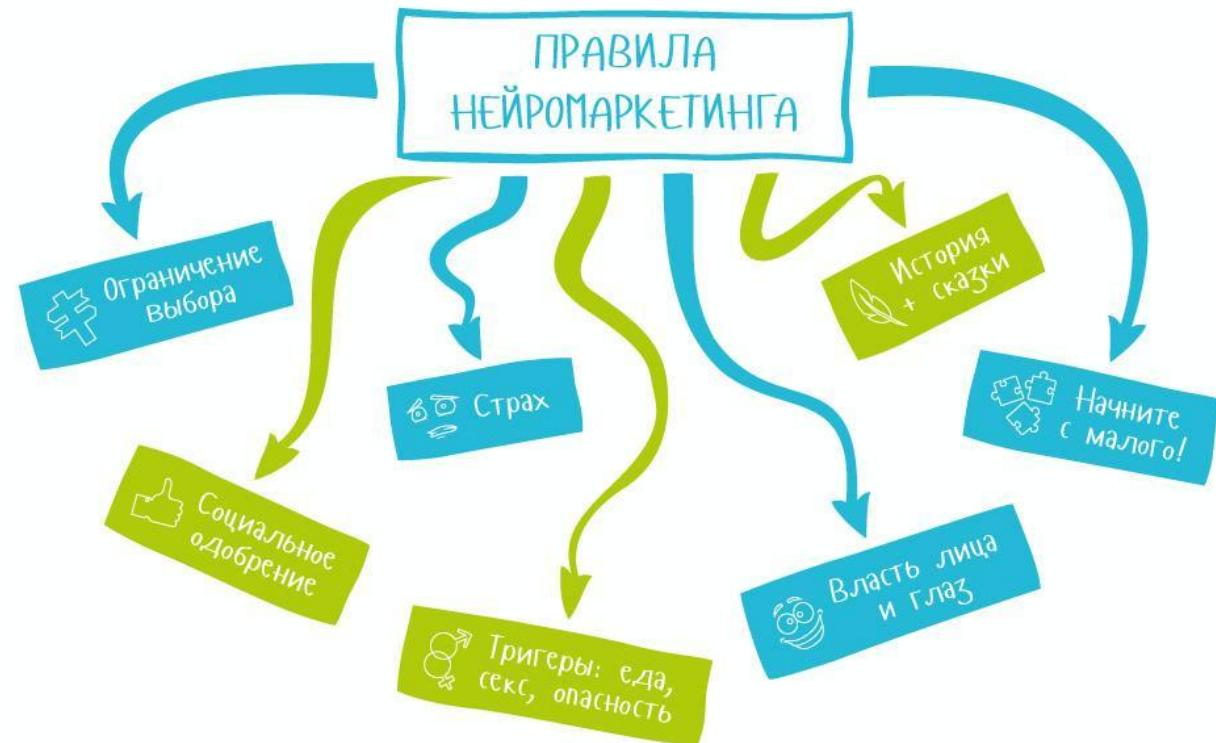 ПРАВИЛА
НЕЙРОМАРКЕТИНГА
Ограничение
выбора
Социальное
одобрение
Страх
Тригеры: еда,
секс, опасность
Власть лица
и глаз
История
+ сказки
Начните
с малого!